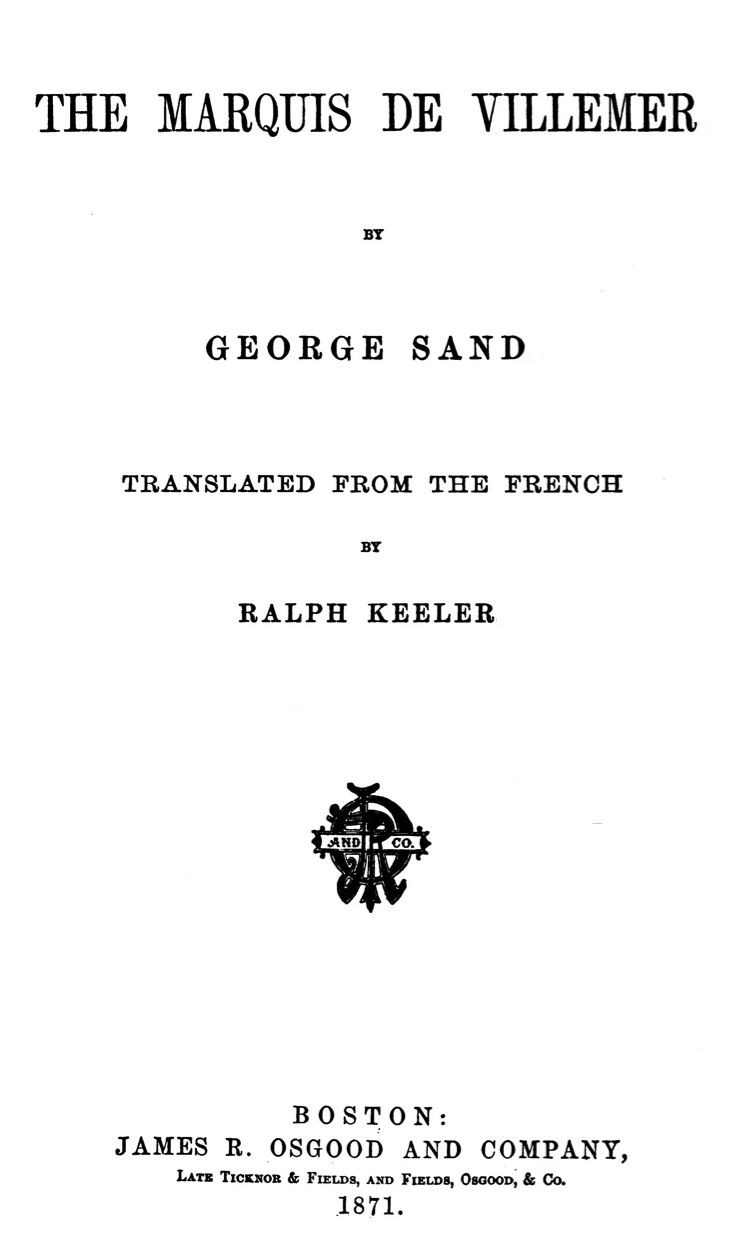 THE MARQUIS DE VILLEMER
BY
GEORGE SAND
TRANSLATED FROM THE FRENCH
BY
RALPH KEELER
AND CO.
BOSTON:
JAMES R. OSGOOD AND COMPANY,
LATE TICKNOR & FIELDS, AND FIELDS, OSGOOD, & CO.
1871.